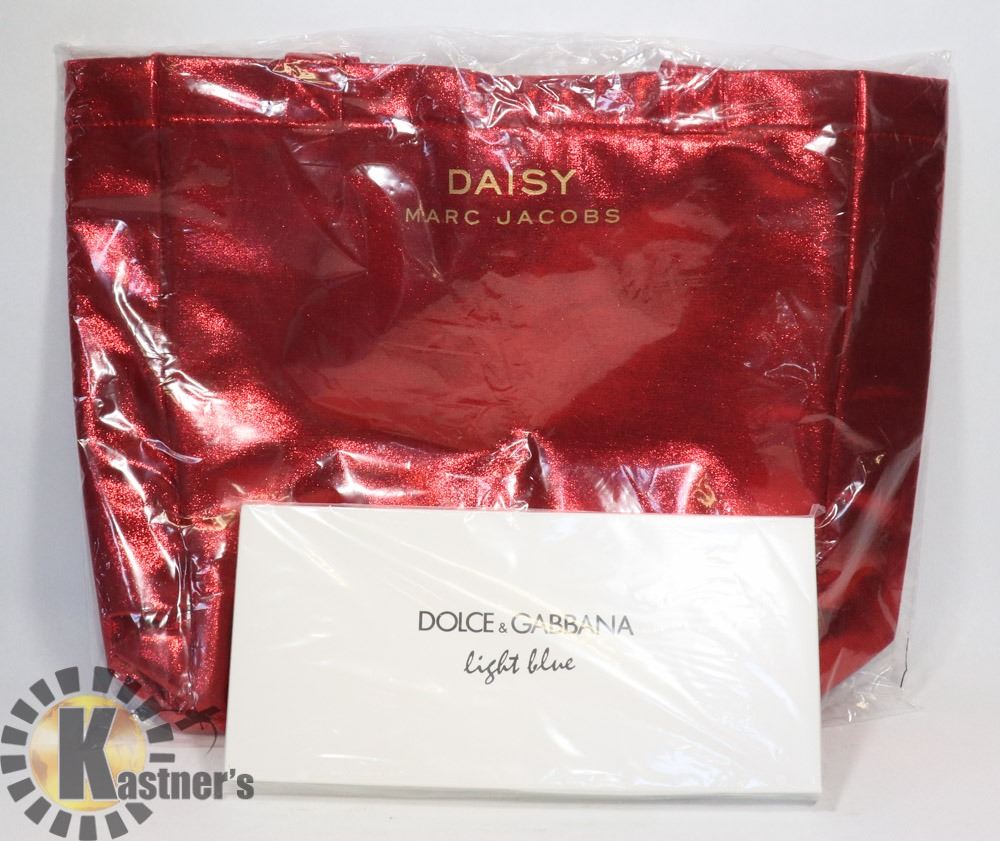 DAISY
MARC JACOBS
DOLCE & GABBANA
light blue
Kastner's